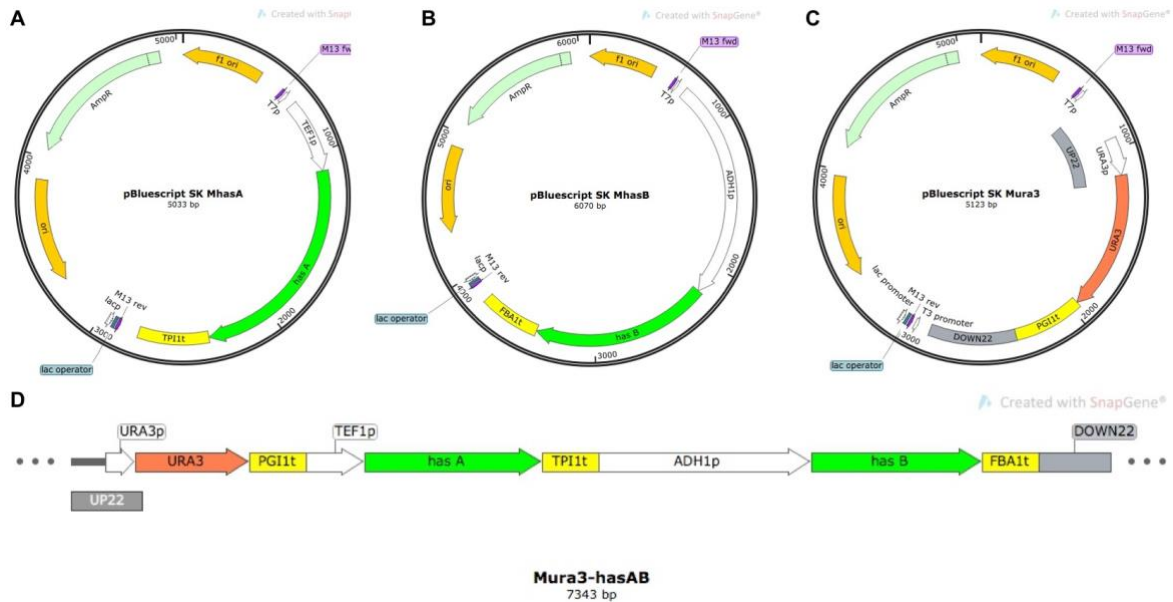 A
Created with Snap
5000
f1 ori
M13 fw
T7p
AmpR
TEF1p
1000
4000
pBluescript SK MhasA
5033 bp
ori
has A
2000
TPI1t
M13 rev
lacp
3000
lac operator
B
Created with SnapGene®
6000
f1 ori
M13 fwd
T7p
AmpR
1000
5000
ADH1p
pBluescript SK MhasB
6070 bp
ori
2000
lacp
M13 rev
4000
lac operator
FBA1t
has B
3000
C
Created with SnapGene®
5000
f1 ori
M13 fwd
T7p
AmpR
UP22
URA3p
1000
4000
pBluescript SK Mura3
5123 bp
ori
URA3
lac promoter
M13 rev
T3 promoter
PGI1t
2000
DOWN22
3000
lac operator
D
Created with SnapGene®
URA3p
TEF1p
DOWN22
URA3
PGI1t
has A
TPI1t
ADH1p
has B
FBA1t
UP22
Mura3-hasAB
7343 bp